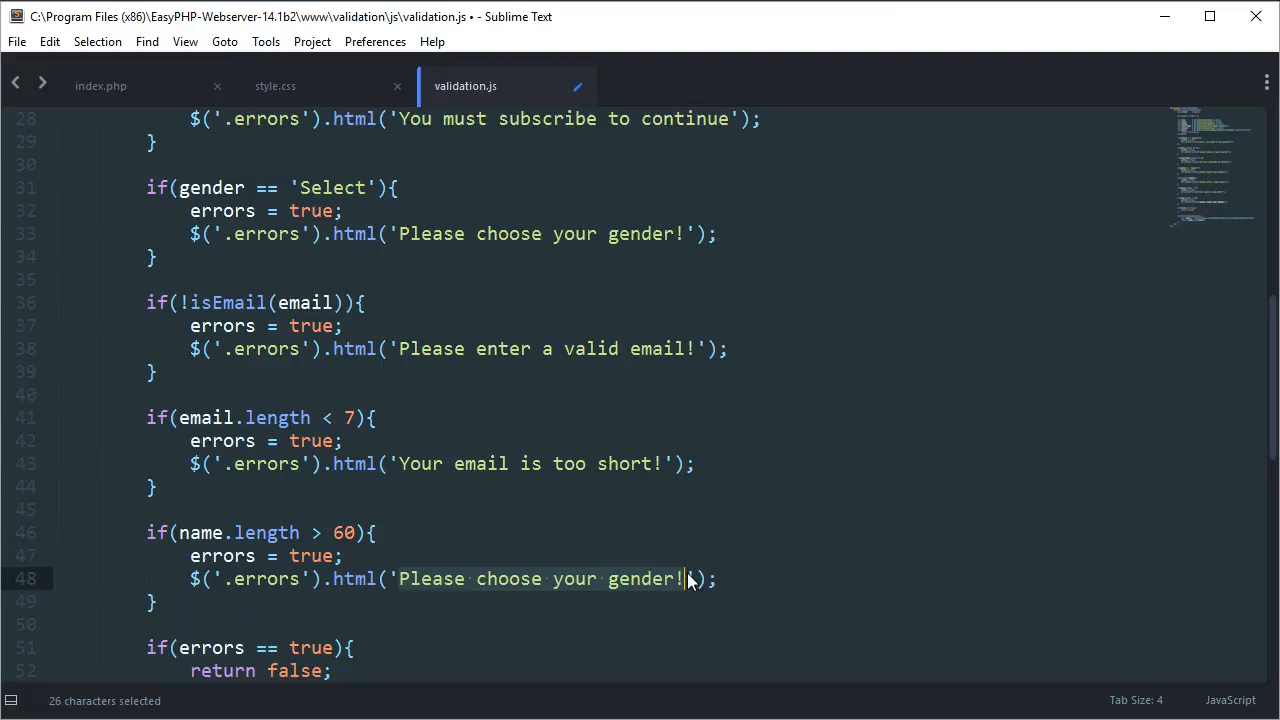 C:\Program Files (x86)\EasyPHP-Webserver-14.1b2\www\validation\js\validation.js • - Sublime Text
File Edit Selection Find View Goto Tools Project Preferences Help
index.php × style.css × validation.js
28 $('.errors').html('You must subscribe to continue');
29 }
30
31 if(gender == 'Select'){
32 errors = true;
33 $('.errors').html('Please choose your gender!');
34 }
35
36 if(!isEmail(email)){
37 errors = true;
38 $('.errors').html('Please enter a valid email!');
39 }
40
41 if(email.length < 7){
42 errors = true;
43 $('.errors').html('Your email is too short!');
44 }
45
46 if(name.length > 60){
47 errors = true;
48 $('.errors').html('Please choose your gender!');
49 }
50
51 if(errors == true){
52 return false;
26 characters selected Tab Size: 4 JavaScript